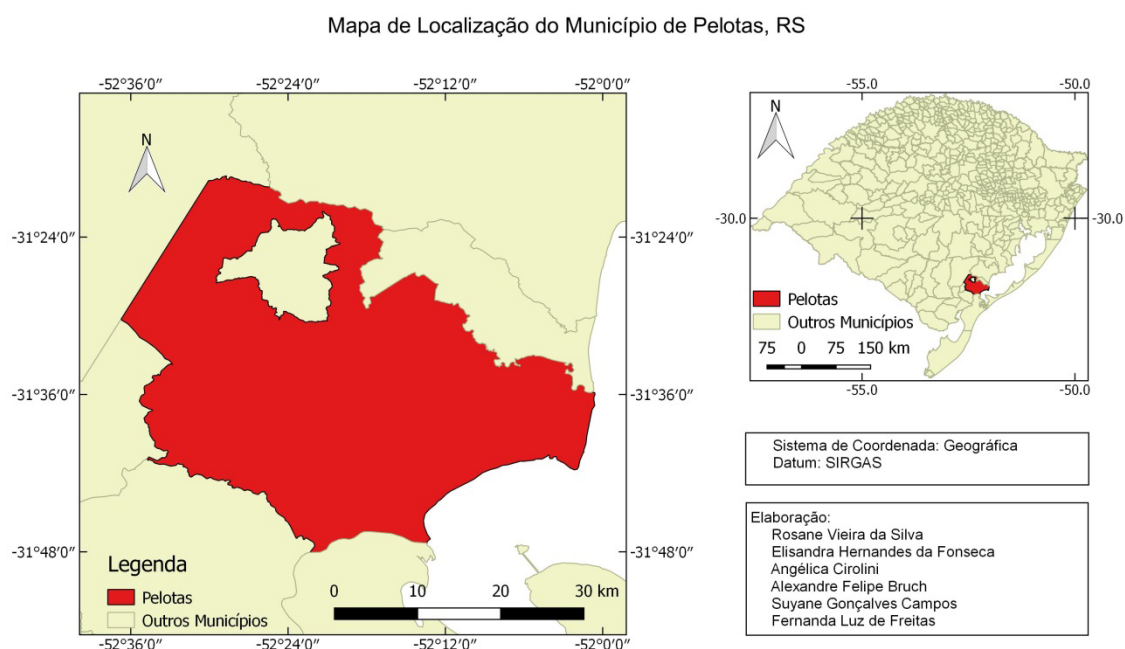 Mapa de Localização do Município de Pelotas, RS
-52°36′0″
-52°24′0″
-52°12′0″
-52°0′0″
N
-31°24′0″
-31°36′0″
-31°48′0″
-31°24′0″
-31°36′0″
-31°48′0″
Legenda
Pelotas
Outros Municípios
0 10 20 30 km
-52°36′0″
-52°24′0″
-52°12′0″
-52°0′0″
-55.0
-50.0
N
-30.0
-30.0
Pelotas
Outros Municípios
75 0 75 150 km
-55.0
-50.0
Sistema de Coordenada: Geográfica
Datum: SIRGAS
Elaboração:
Rosane Vieira da Silva
Elisandra Hernandes da Fonseca
Angélica Cirolini
Alexandre Felipe Bruch
Suyane Gonçalves Campos
Fernanda Luz de Freitas